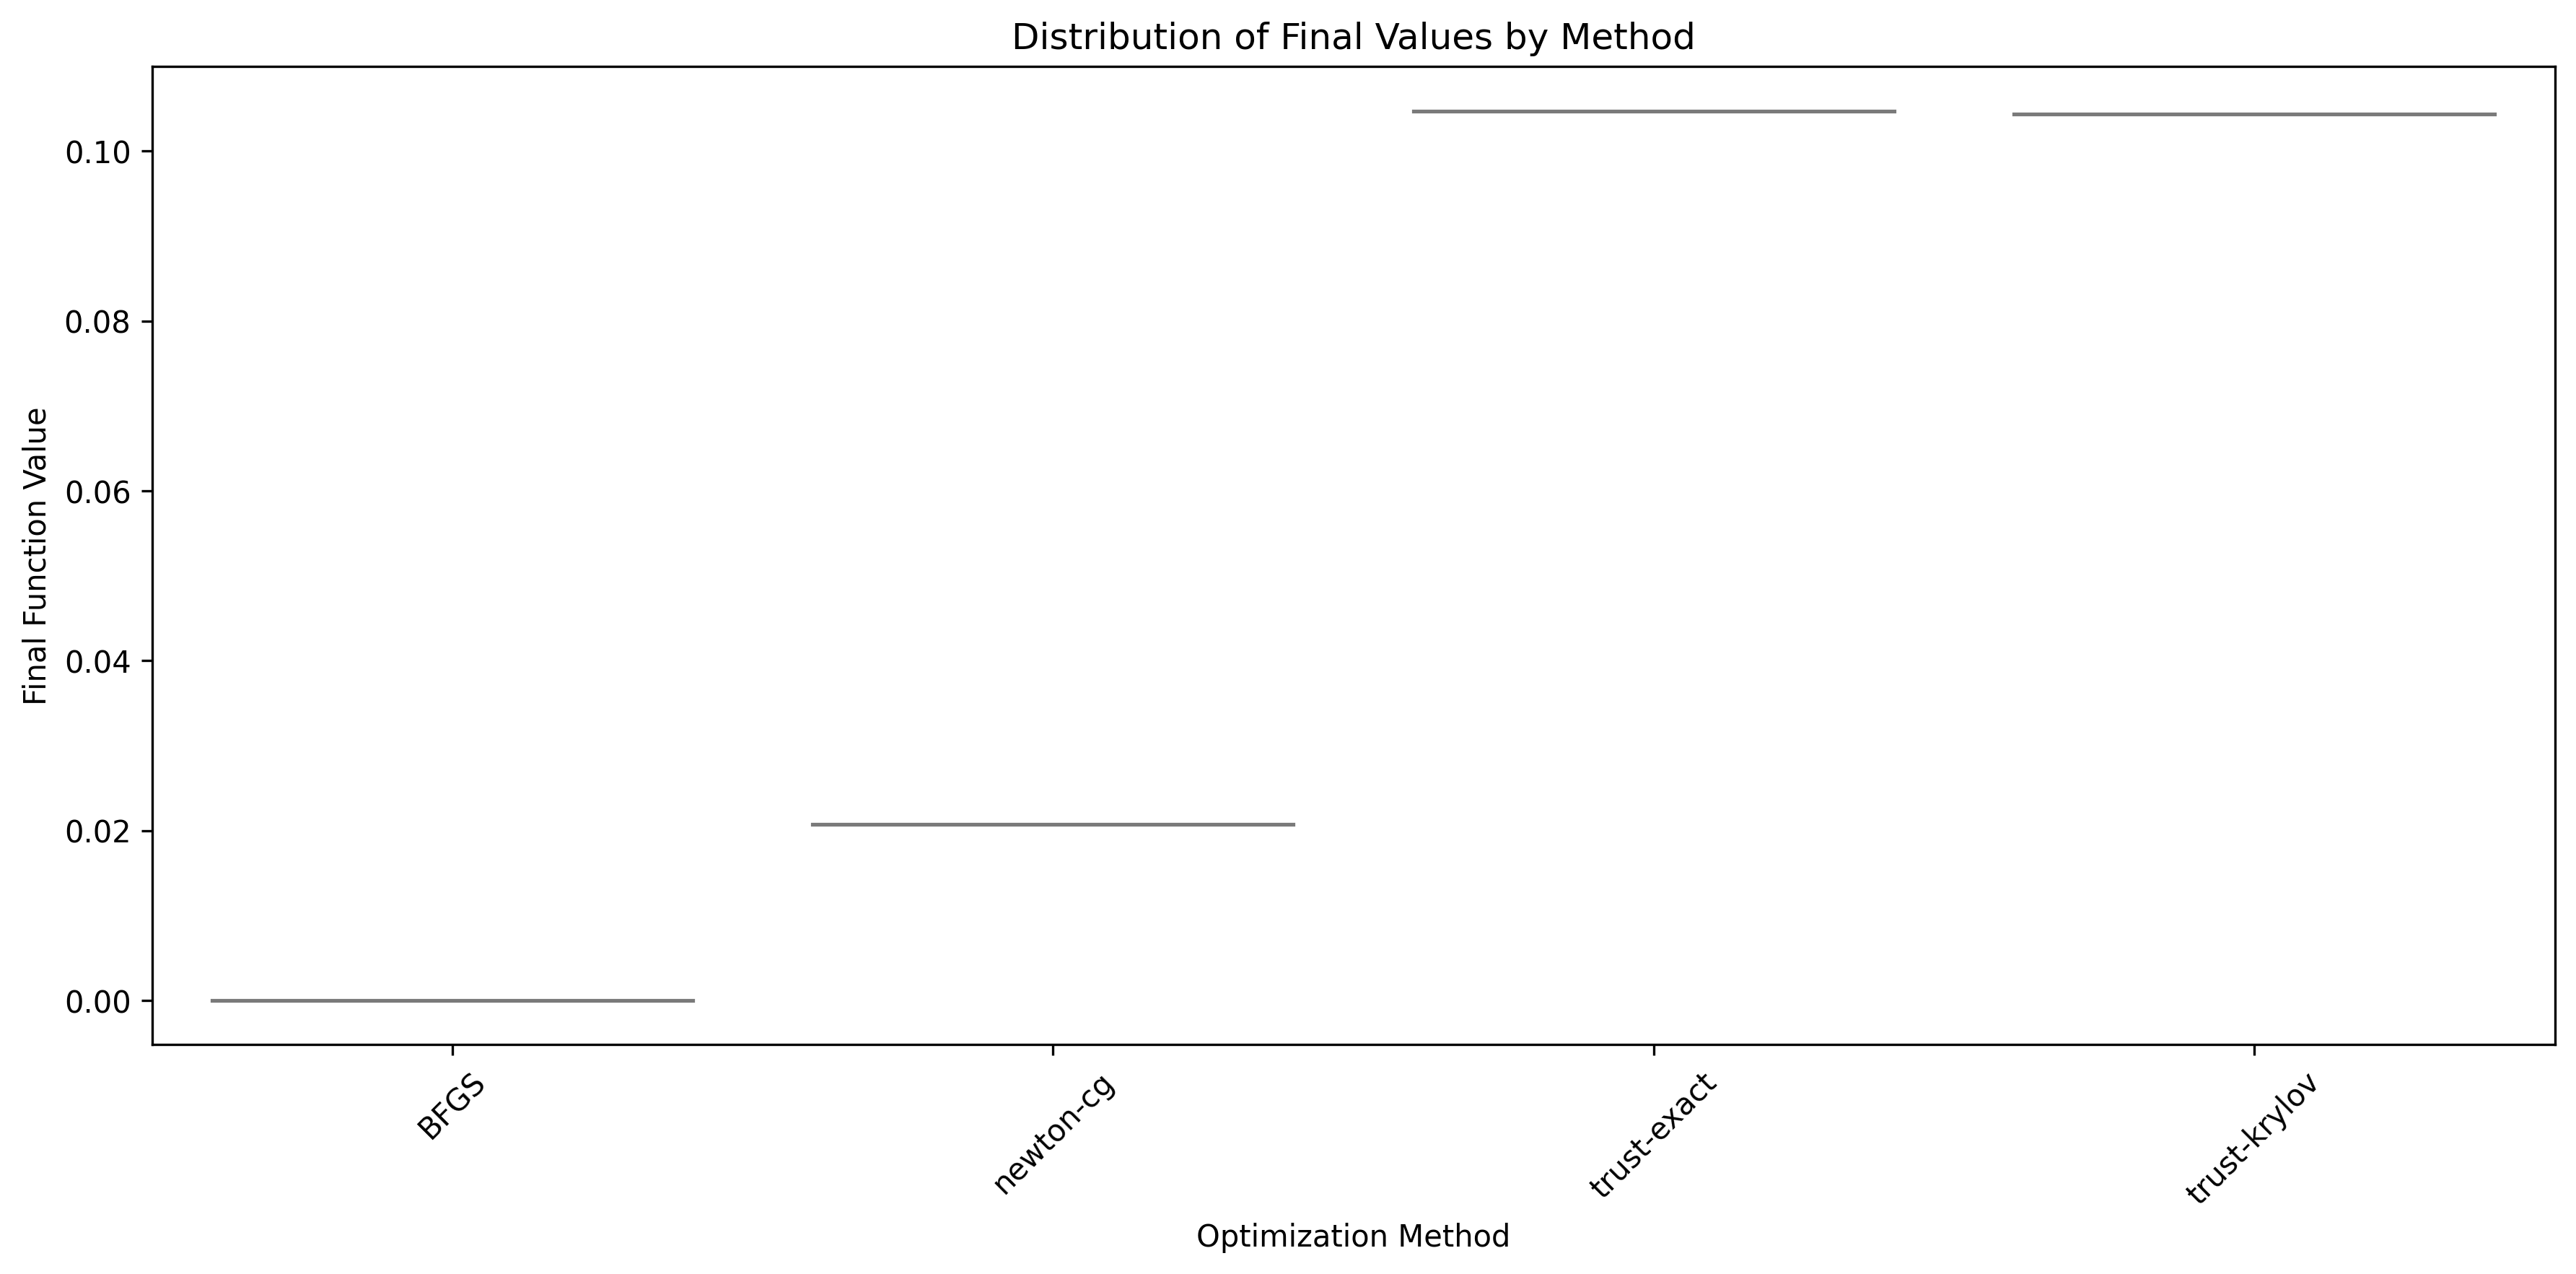 Distribution of Final Values by Method
Final Function Value
0.10
0.08
0.06
0.04
0.02
0.00
BFGS
newton-cg
trust-exact
trust-krylov
Optimization Method